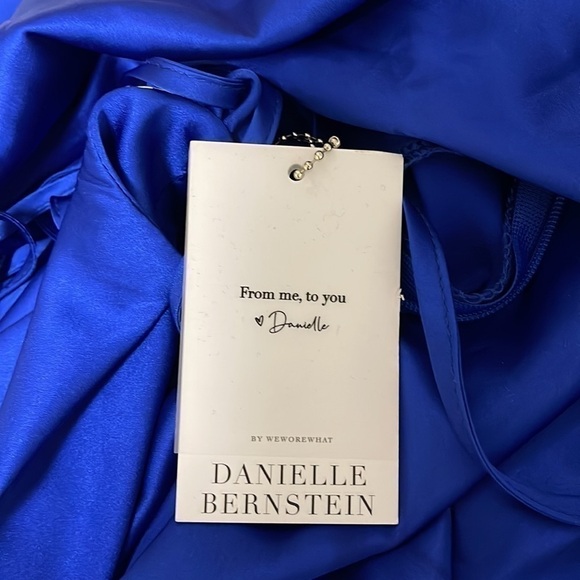 From me, to you
♥ Danielle
BY WEWOREWHAT
DANIELLE
BERNSTEIN